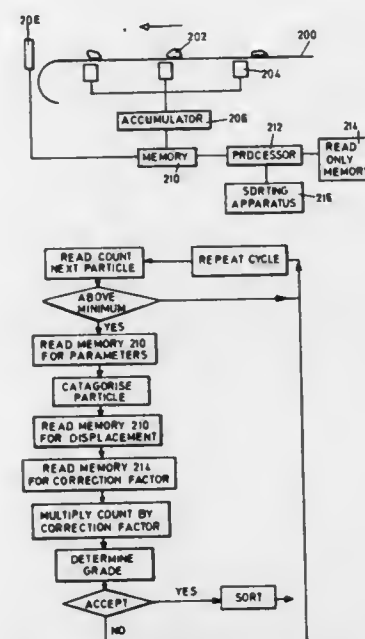 20E
202
200
204
ACCUMULATOR
206
212
214
MEMORY
PROCESSOR
READ
ONLY
MEMORY
210
SORTING
APPARATUS
216
READ COUNT
NEXT PARTICLE
REPEAT CYCLE
ABOVE
MINIMUM
YES
READ MEMORY 210
FOR PARAMETERS
CATAGORISE
PARTICLE
READ MEMORY 210
FOR DISPLACEMENT
READ MEMORY 214
FOR CORRECTION
FACTOR
MULTIPLY COUNT BY
CORRECTION FACTOR
DETERMINE
GRADE
ACCEPT
YES
SORT
NO